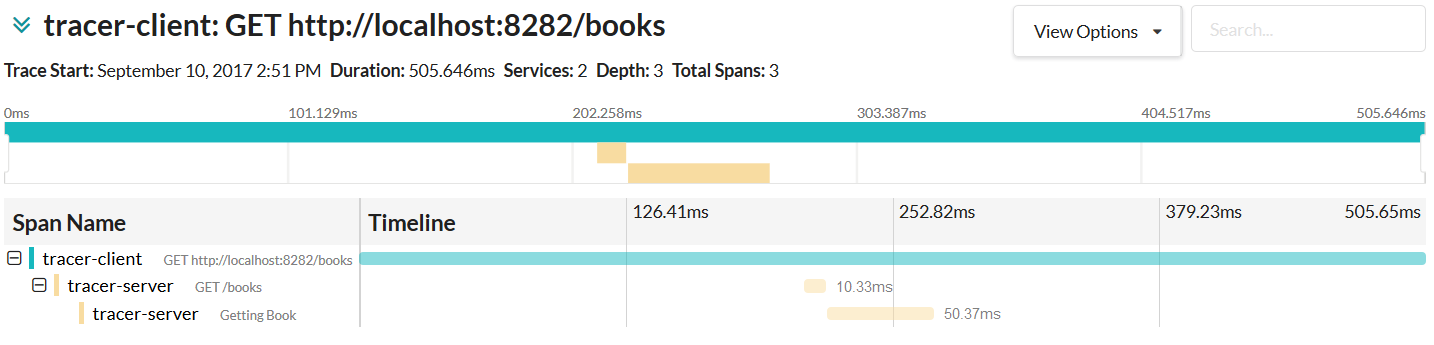 tracer-client: GET http://localhost:8282/books
View Options
Search...
Trace Start: September 10, 2017 2:51 PM Duration: 505.646ms Services: 2 Depth: 3 Total Spans: 3
0ms 101.129ms 202.258ms 303.387ms 404.517ms 505.646ms
Span Name Timeline 126.41ms 252.82ms 379.23ms 505.65ms
tracer-client GET http://localhost:8282/books
tracer-server GET /books 10.33ms
tracer-server Getting Book 50.37ms